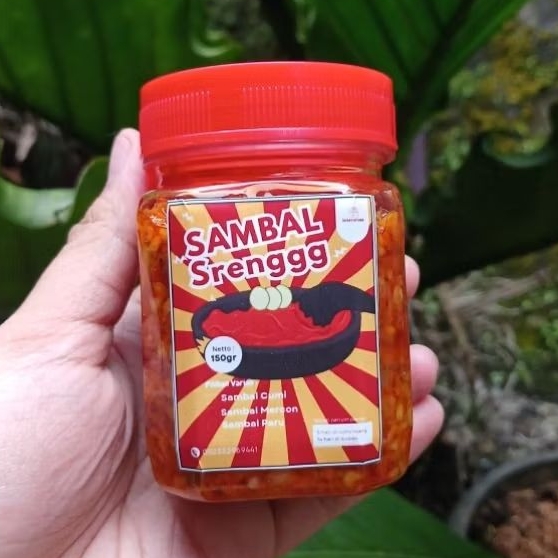 SAMBAL
Srenggg
Netto :
150gr
Pilihan Varian
Sambal Cumi
Sambal Mercon
Sambal Paru